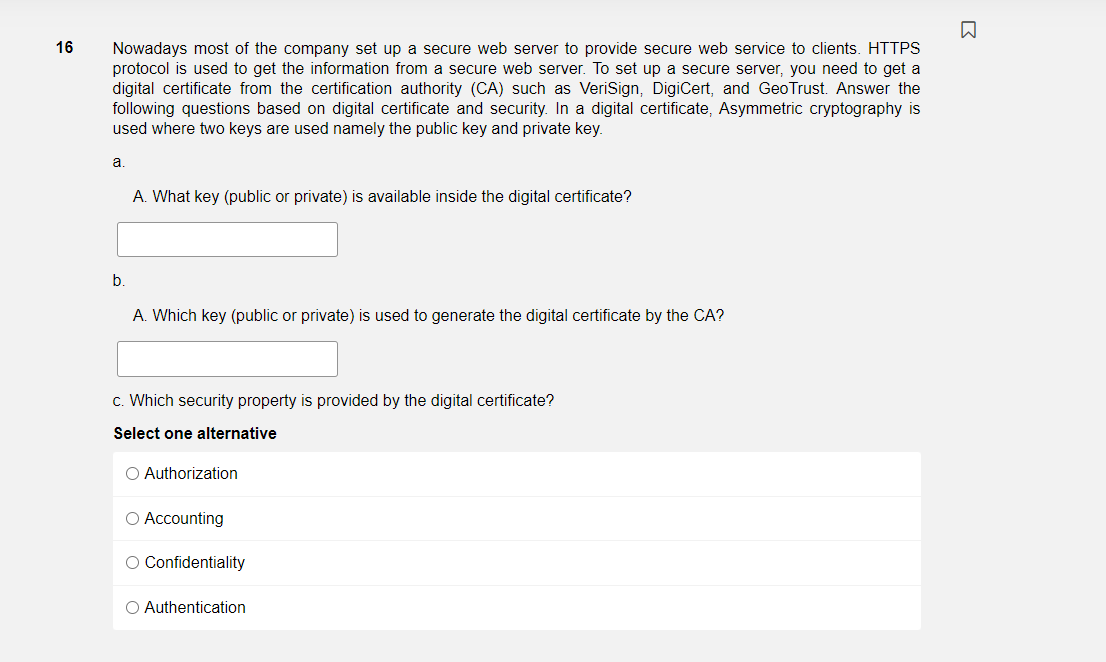 16
Nowadays most of the company set up a secure web server to provide secure web service to clients. HTTPS
protocol is used to get the information from a secure web server. To set up a secure server, you need to get a
digital certificate from the certification authority (CA) such as VeriSign, DigiCert, and GeoTrust. Answer the
following questions based on digital certificate and security. In a digital certificate, Asymmetric cryptography is
used where two keys are used namely the public key and private key.
a.
A. What key (public or private) is available inside the digital certificate?
b.
A. Which key (public or private) is used to generate the digital certificate by the CA?
c. Which security property is provided by the digital certificate?
Select one alternative
Authorization
Accounting
Confidentiality
Authentication